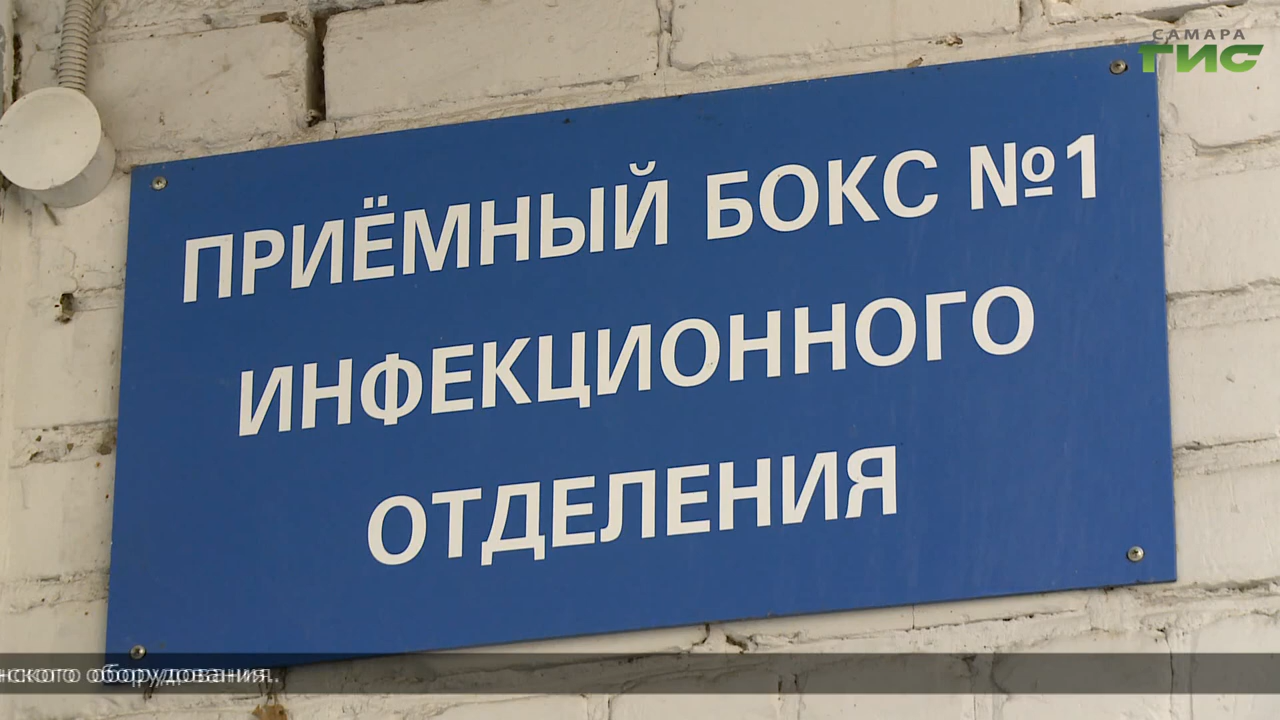 САМАРА
ГИС
ПРИЁМНЫЙ БОКС №1
ИНФЕКЦИОННОГО
ОТДЕЛЕНИЯ
оборудования.